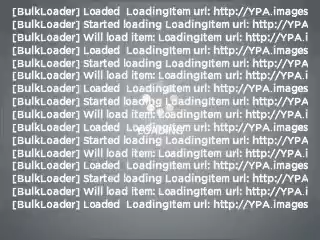 [BulkLoader] Loaded LoadingItem url: http://YPA.images
[BulkLoader] Started loading LoadingItem url: http://YPA
[BulkLoader] Will load item: LoadingItem url: http://YPA.i
[BulkLoader] Loaded LoadingItem url: http://YPA.images
[BulkLoader] Started loading LoadingItem url: http://YPA
[BulkLoader] Will load item: LoadingItem url: http://YPA.i
[BulkLoader] Loaded LoadingItem url: http://YPA.images
[BulkLoader] Started loading LoadingItem url: http://YPA
[BulkLoader] Will load item: LoadingItem url: http://YPA.i
[BulkLoader] Loaded LoadingItem url: http://YPA.images
LOADING
[BulkLoader] Started loading LoadingItem url: http://YPA
[BulkLoader] Will load item: LoadingItem url: http://YPA.i
[BulkLoader] Loaded LoadingItem url: http://YPA.images
[BulkLoader] Started loading LoadingItem url: http://YPA
[BulkLoader] Will load item: LoadingItem url: http://YPA.i
[BulkLoader] Loaded LoadingItem url: http://YPA.images